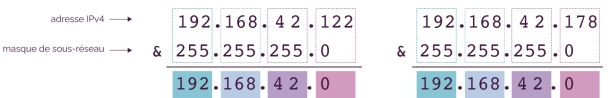 adresse IPv4 192.168.42.122 192.168.42.178
masque de sous-réseau & 255.255.255.0 & 255.255.255.0
192.168.42.0 192.168.42.0